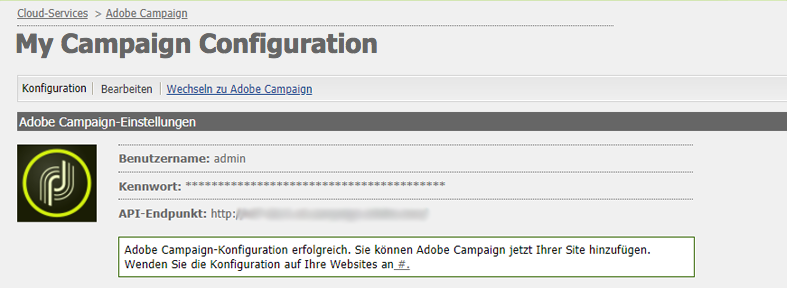 Cloud-Services > Adobe Campaign
My Campaign Configuration
Konfiguration | Bearbeiten | Wechseln zu Adobe Campaign
Adobe Campaign-Einstellungen
Benutzername: admin
Kennwort: ****************************************
API-Endpunkt: http:/
Adobe Campaign-Konfiguration erfolgreich. Sie können Adobe Campaign jetzt Ihrer Site hinzufügen.
Wenden Sie die Konfiguration auf Ihre Websites an #.